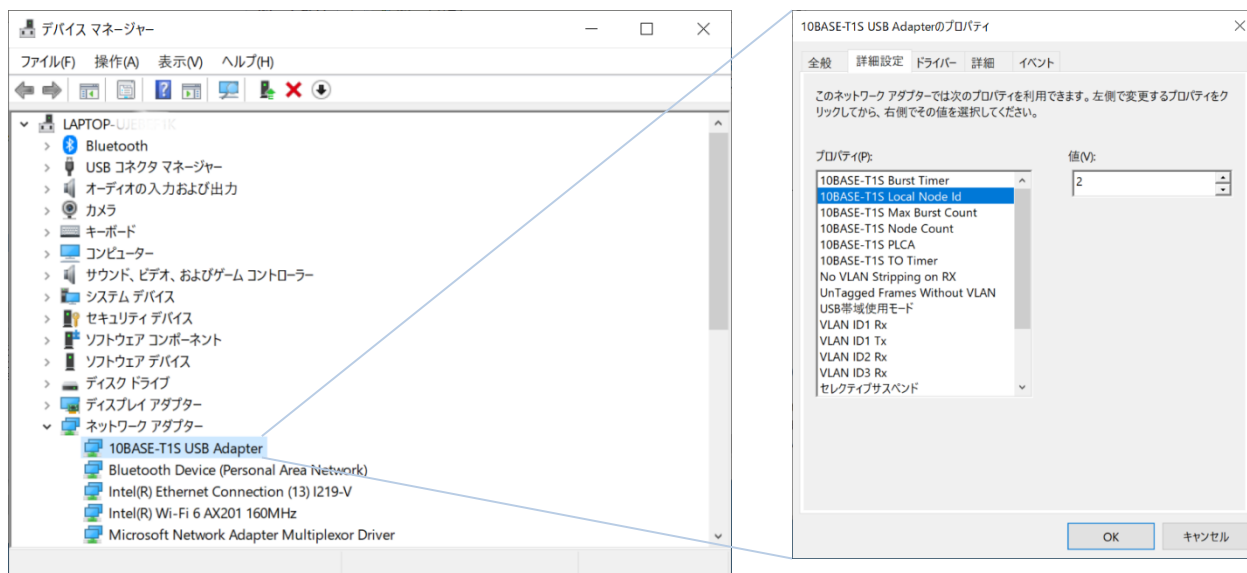 デバイス マネージャー
ファイル(F) 操作(A) 表示(V) ヘルプ(H)
LAPTOP-
Bluetooth
USB コネクタ マネージャー
オーディオの入力および出力
カメラ
キーボード
コンピューター
サウンド、ビデオ、およびゲーム コントローラー
システム デバイス
セキュリティ デバイス
ソフトウェア コンポーネント
ソフトウェア デバイス
ディスク ドライブ
ディスプレイ アダプター
ネットワーク アダプター
10BASE-T1S USB Adapter
Bluetooth Device (Personal Area Network)
Intel(R) Ethernet Connection (13) I219-V
Intel(R) Wi-Fi 6 AX201 160MHz
Microsoft Network Adapter Multiplexor Driver
10BASE-T1S USB Adapterのプロパティ
全般 詳細設定 ドライバー 詳細 イベント
このネットワーク アダプターでは次のプロパティを利用できます。左側で変更するプロパティをク
リックしてから、右側でその値を選択してください。
プロパティ(P):
10BASE-T1S Burst Timer
10BASE-T1S Local Node Id
10BASE-T1S Max Burst Count
10BASE-T1S Node Count
10BASE-T1S PLCA
10BASE-T1S TO Timer
No VLAN Stripping on RX
UnTagged Frames Without VLAN
USB帯域使用モード
VLAN ID1 Rx
VLAN ID1 Tx
VLAN ID2 Rx
VLAN ID3 Rx
セレクティブサスペンド
値(V):
2
OK キャンセル